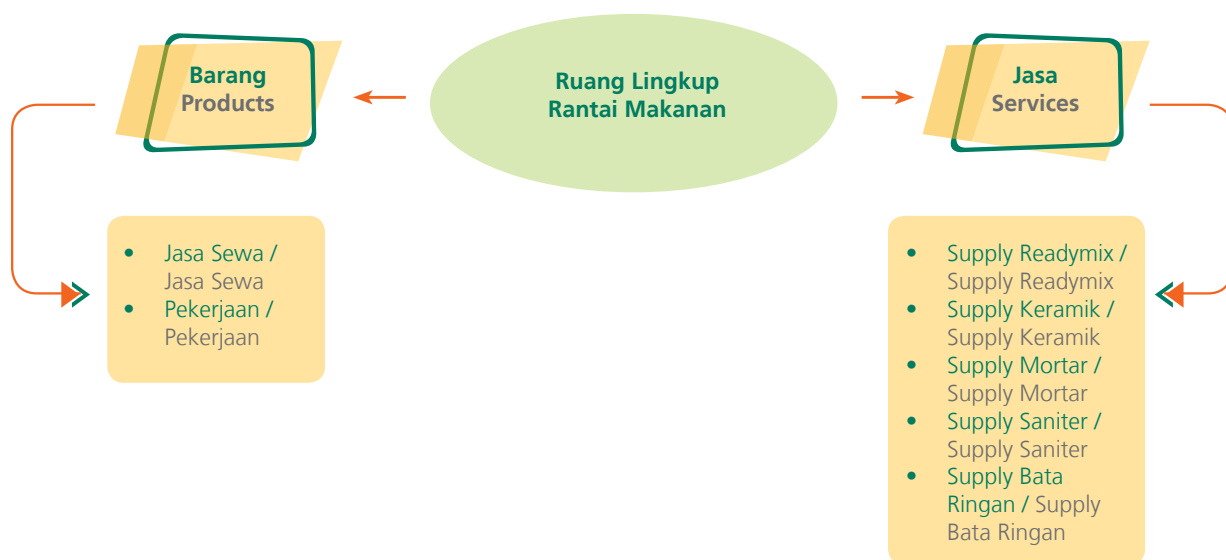 Barang
Products
Ruang Lingkup
Rantai Makanan
Jasa
Services
• Jasa Sewa /
Jasa Sewa
• Pekerjaan /
Pekerjaan
• Supply Readymix /
Supply Readymix
• Supply Keramik /
Supply Keramik
• Supply Mortar /
Supply Mortar
• Supply Saniter /
Supply Saniter
• Supply Bata
Ringan / Supply
Bata Ringan